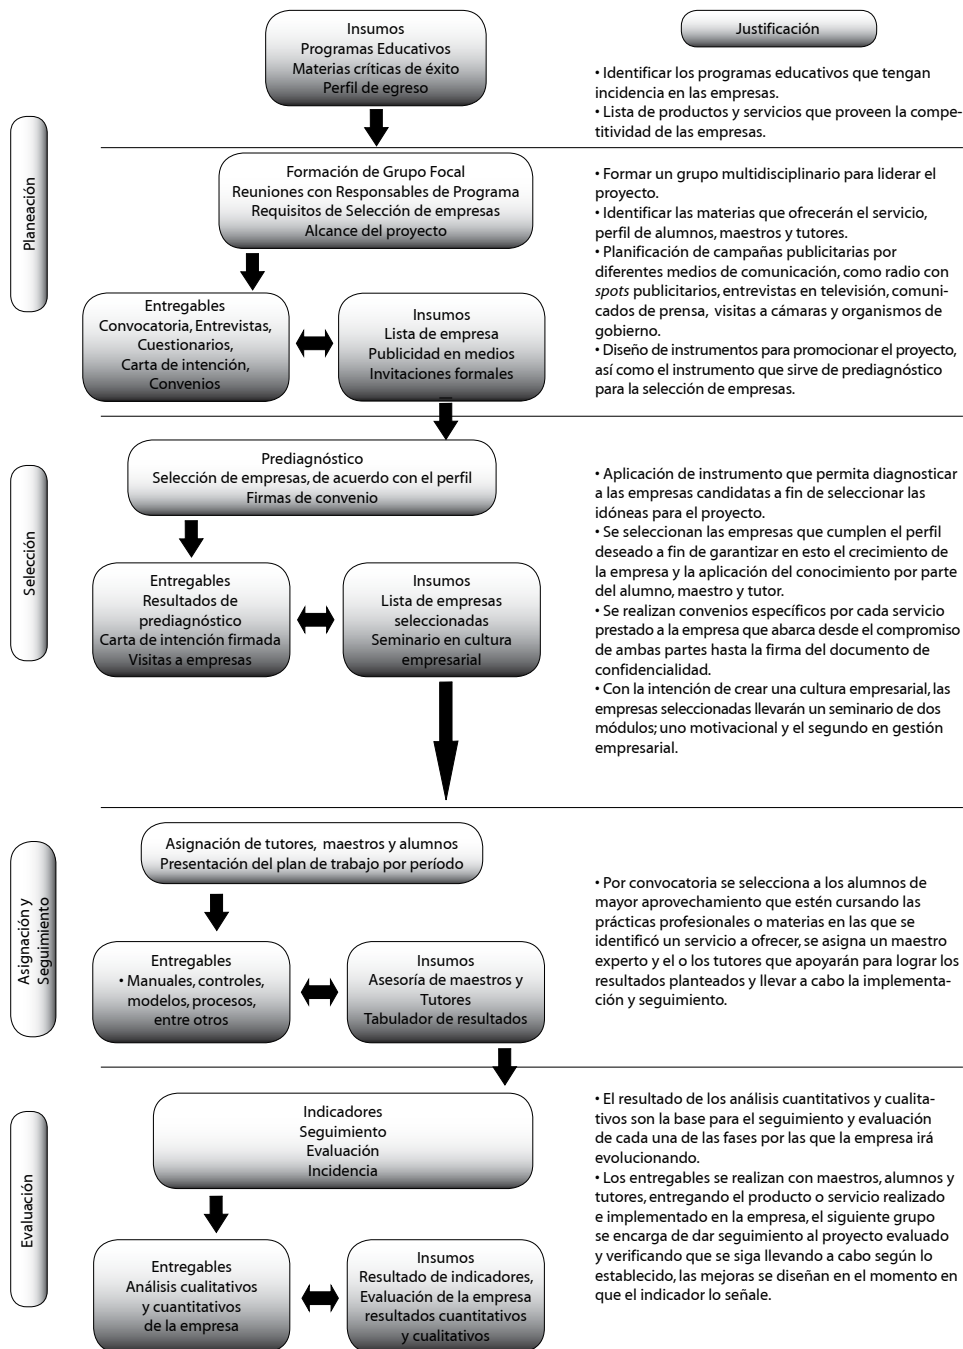 Insumos
Programas Educativos
Materias críticas de éxito
Perfil de egreso
Justificación
• Identificar los programas educativos que tengan
incidencia en las empresas.
• Lista de productos y servicios que proveen la compe-
titividad de las empresas.
Planeación
Formación de Grupo Focal
Reuniones con Responsables de Programa
Requisitos de Selección de empresas
Alcance del proyecto
Entregables
Convocatoria, Entrevistas,
Cuestionarios,
Carta de intención,
Convenios
Insumos
Lista de empresa
Publicidad en medios
Invitaciones formales
• Formar un grupo multidisciplinario para liderar el
proyecto.
• Identificar las materias que ofrecerán el servicio,
perfil de alumnos, maestros y tutores.
• Planificación de campañas publicitarias por
diferentes medios de comunicación, como radio con
spots publicitarios, entrevistas en televisión, comuni-
cados de prensa, visitas a cámaras y organismos de
gobierno.
• Diseño de instrumentos para promocionar el proyecto,
así como el instrumento que sirve de prediagnóstico
para la selección de empresas.
Selección
Prediagnóstico
Selección de empresas, de acuerdo con el perfil
Firmas de convenio
Entregables
Resultados de
prediagnóstico
Carta de intención firmada
Visitas a empresas
Insumos
Lista de empresas
seleccionadas
Seminario en cultura
empresarial
• Aplicación de instrumento que permita diagnosticar
a las empresas candidatas a fin de seleccionar las
idóneas para el proyecto.
• Se seleccionan las empresas que cumplen el perfil
deseado a fin de garantizar en esto el crecimiento de
la empresa y la aplicación del conocimiento por parte
del alumno, maestro y tutor.
• Se realizan convenios específicos por cada servicio
prestado a la empresa que abarca desde el compromiso
de ambas partes hasta la firma del documento de
confidencialidad.
• Con la intención de crear una cultura empresarial, las
empresas seleccionadas llevarán un seminario de dos
módulos; uno motivacional y el segundo en gestión
empresarial.
Asignación y
Seguimiento
Asignación de tutores, maestros y alumnos
Presentación del plan de trabajo por período
Entregables
• Manuales, controles,
modelos, procesos,
entre otros
Insumos
Asesoría de maestros y
Tutores
Tabulador de resultados
• Por convocatoria se selecciona a los alumnos de
mayor aprovechamiento que estén cursando las
prácticas profesionales o materias en las que se
identificó un servicio a ofrecer, se asigna un maestro
experto y el o los tutores que apoyarán para lograr los
resultados planteados y llevar a cabo la implementa-
ción y seguimiento.
Evaluación
Indicadores
Seguimiento
Evaluación
Incidencia
Entregables
Análisis cualitativos
y cuantitativos
de la empresa
Insumos
Resultado de indicadores,
Evaluación de la empresa
resultados cuantitativos
y cualitativos
• El resultado de los análisis cuantitativos y cualita-
tivos son la base para el seguimiento y evaluación
de cada una de las fases por las que la empresa irá
evolucionando.
• Los entregables se realizan con maestros, alumnos y
tutores, entregando el producto o servicio realizado
e implementado en la empresa, el siguiente grupo
se encarga de dar seguimiento al proyecto evaluado
y verificando que se siga llevando a cabo según lo
establecido, las mejoras se diseñan en el momento en
que el indicador lo señale.